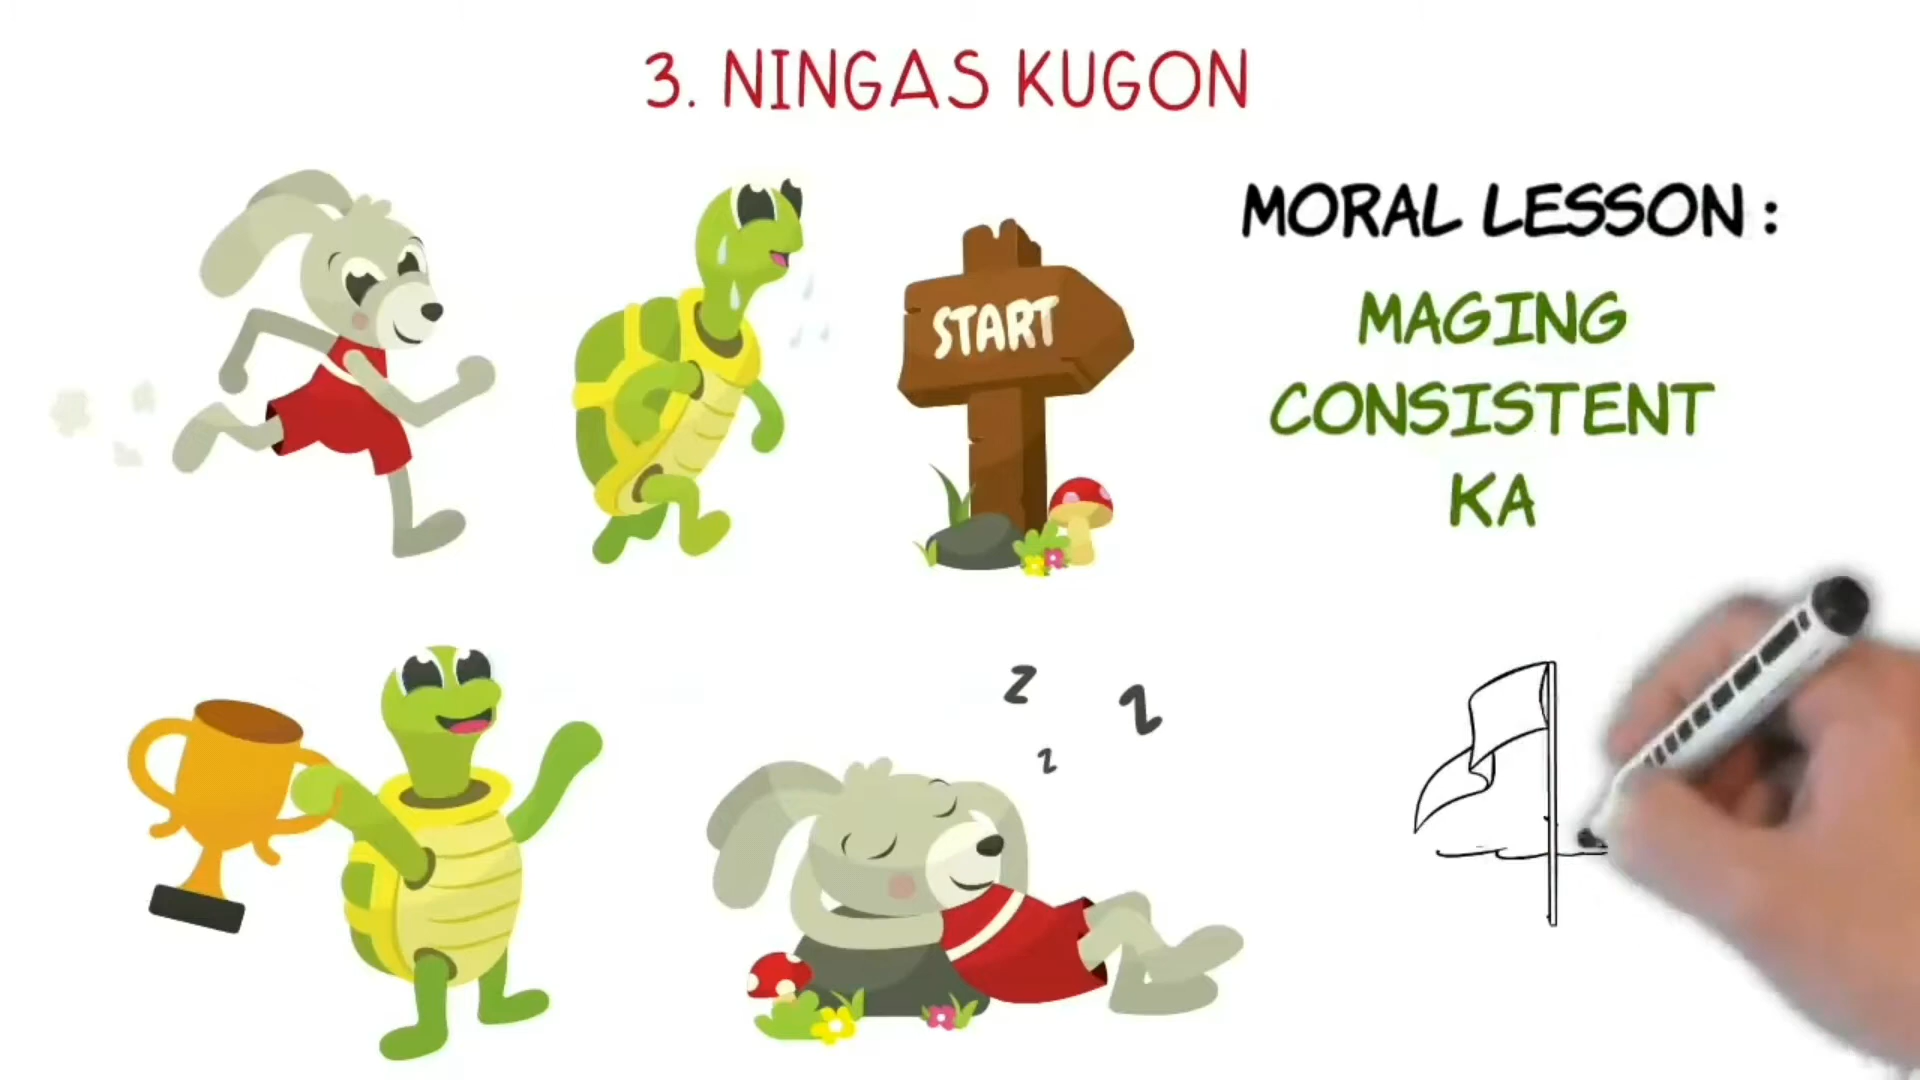 3. NINGAS KUGON
MORAL LESSON :
START
MAGING
CONSISTENT
KA
z
z
z